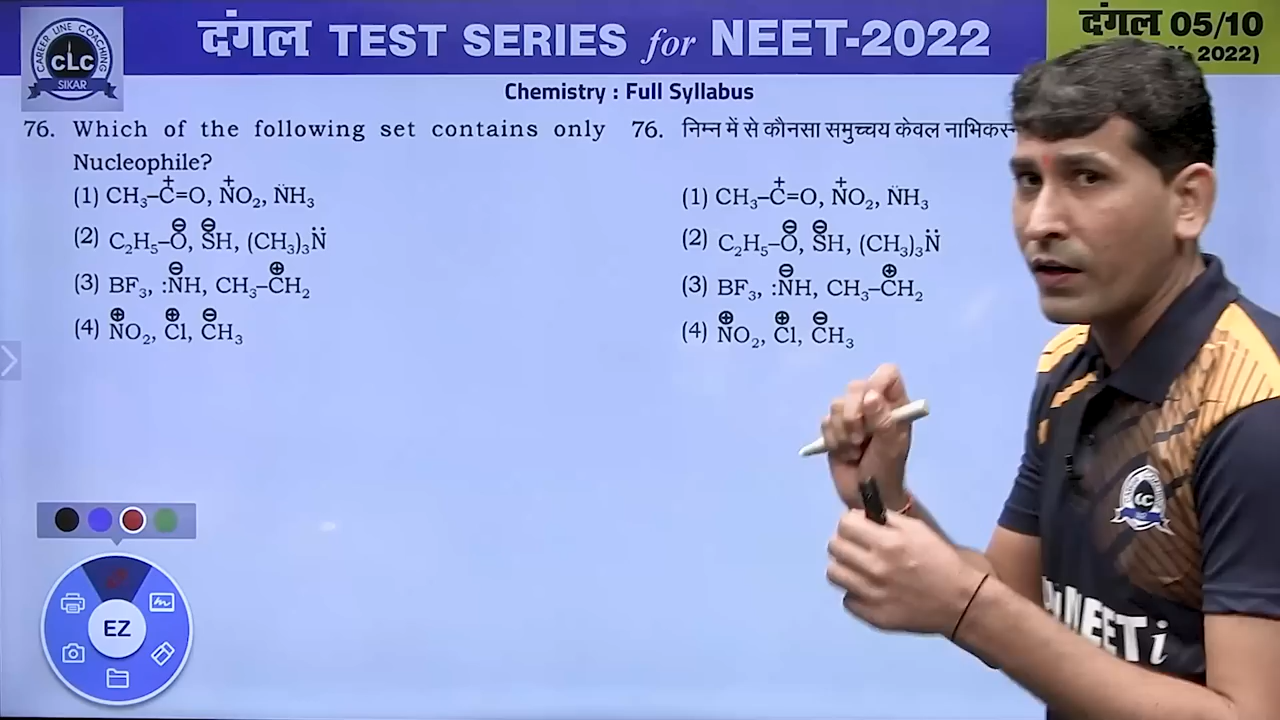 CAREER LINE COACHING
CLC
SIKAR
दंगल TEST SERIES for NEET-2022
दंगल 05/10
2022)
Chemistry : Full Syllabus
76. Which of the following set contains only
Nucleophile?
(1) CH₃–C⁺=O, N⁺O₂, N̈H₃
(2) C₂H₅–O⊖, S⊖H, (CH₃)₃N̈
(3) BF₃, :N⊖H, CH₃–C⊕H₂
(4) N⊕O₂, C⊕l, C⊖H₃
76. निम्न में से कौनसा समुच्चय केवल
(1) CH₃–C⁺=O, N⁺O₂, N̈H₃
(2) C₂H₅–O⊖, S⊖H, (CH₃)₃N̈
(3) BF₃, :N⊖H, CH₃–C⊕H₂
(4) N⊕O₂, C⊕l, C⊖H₃
EZ
CLC
NEETi